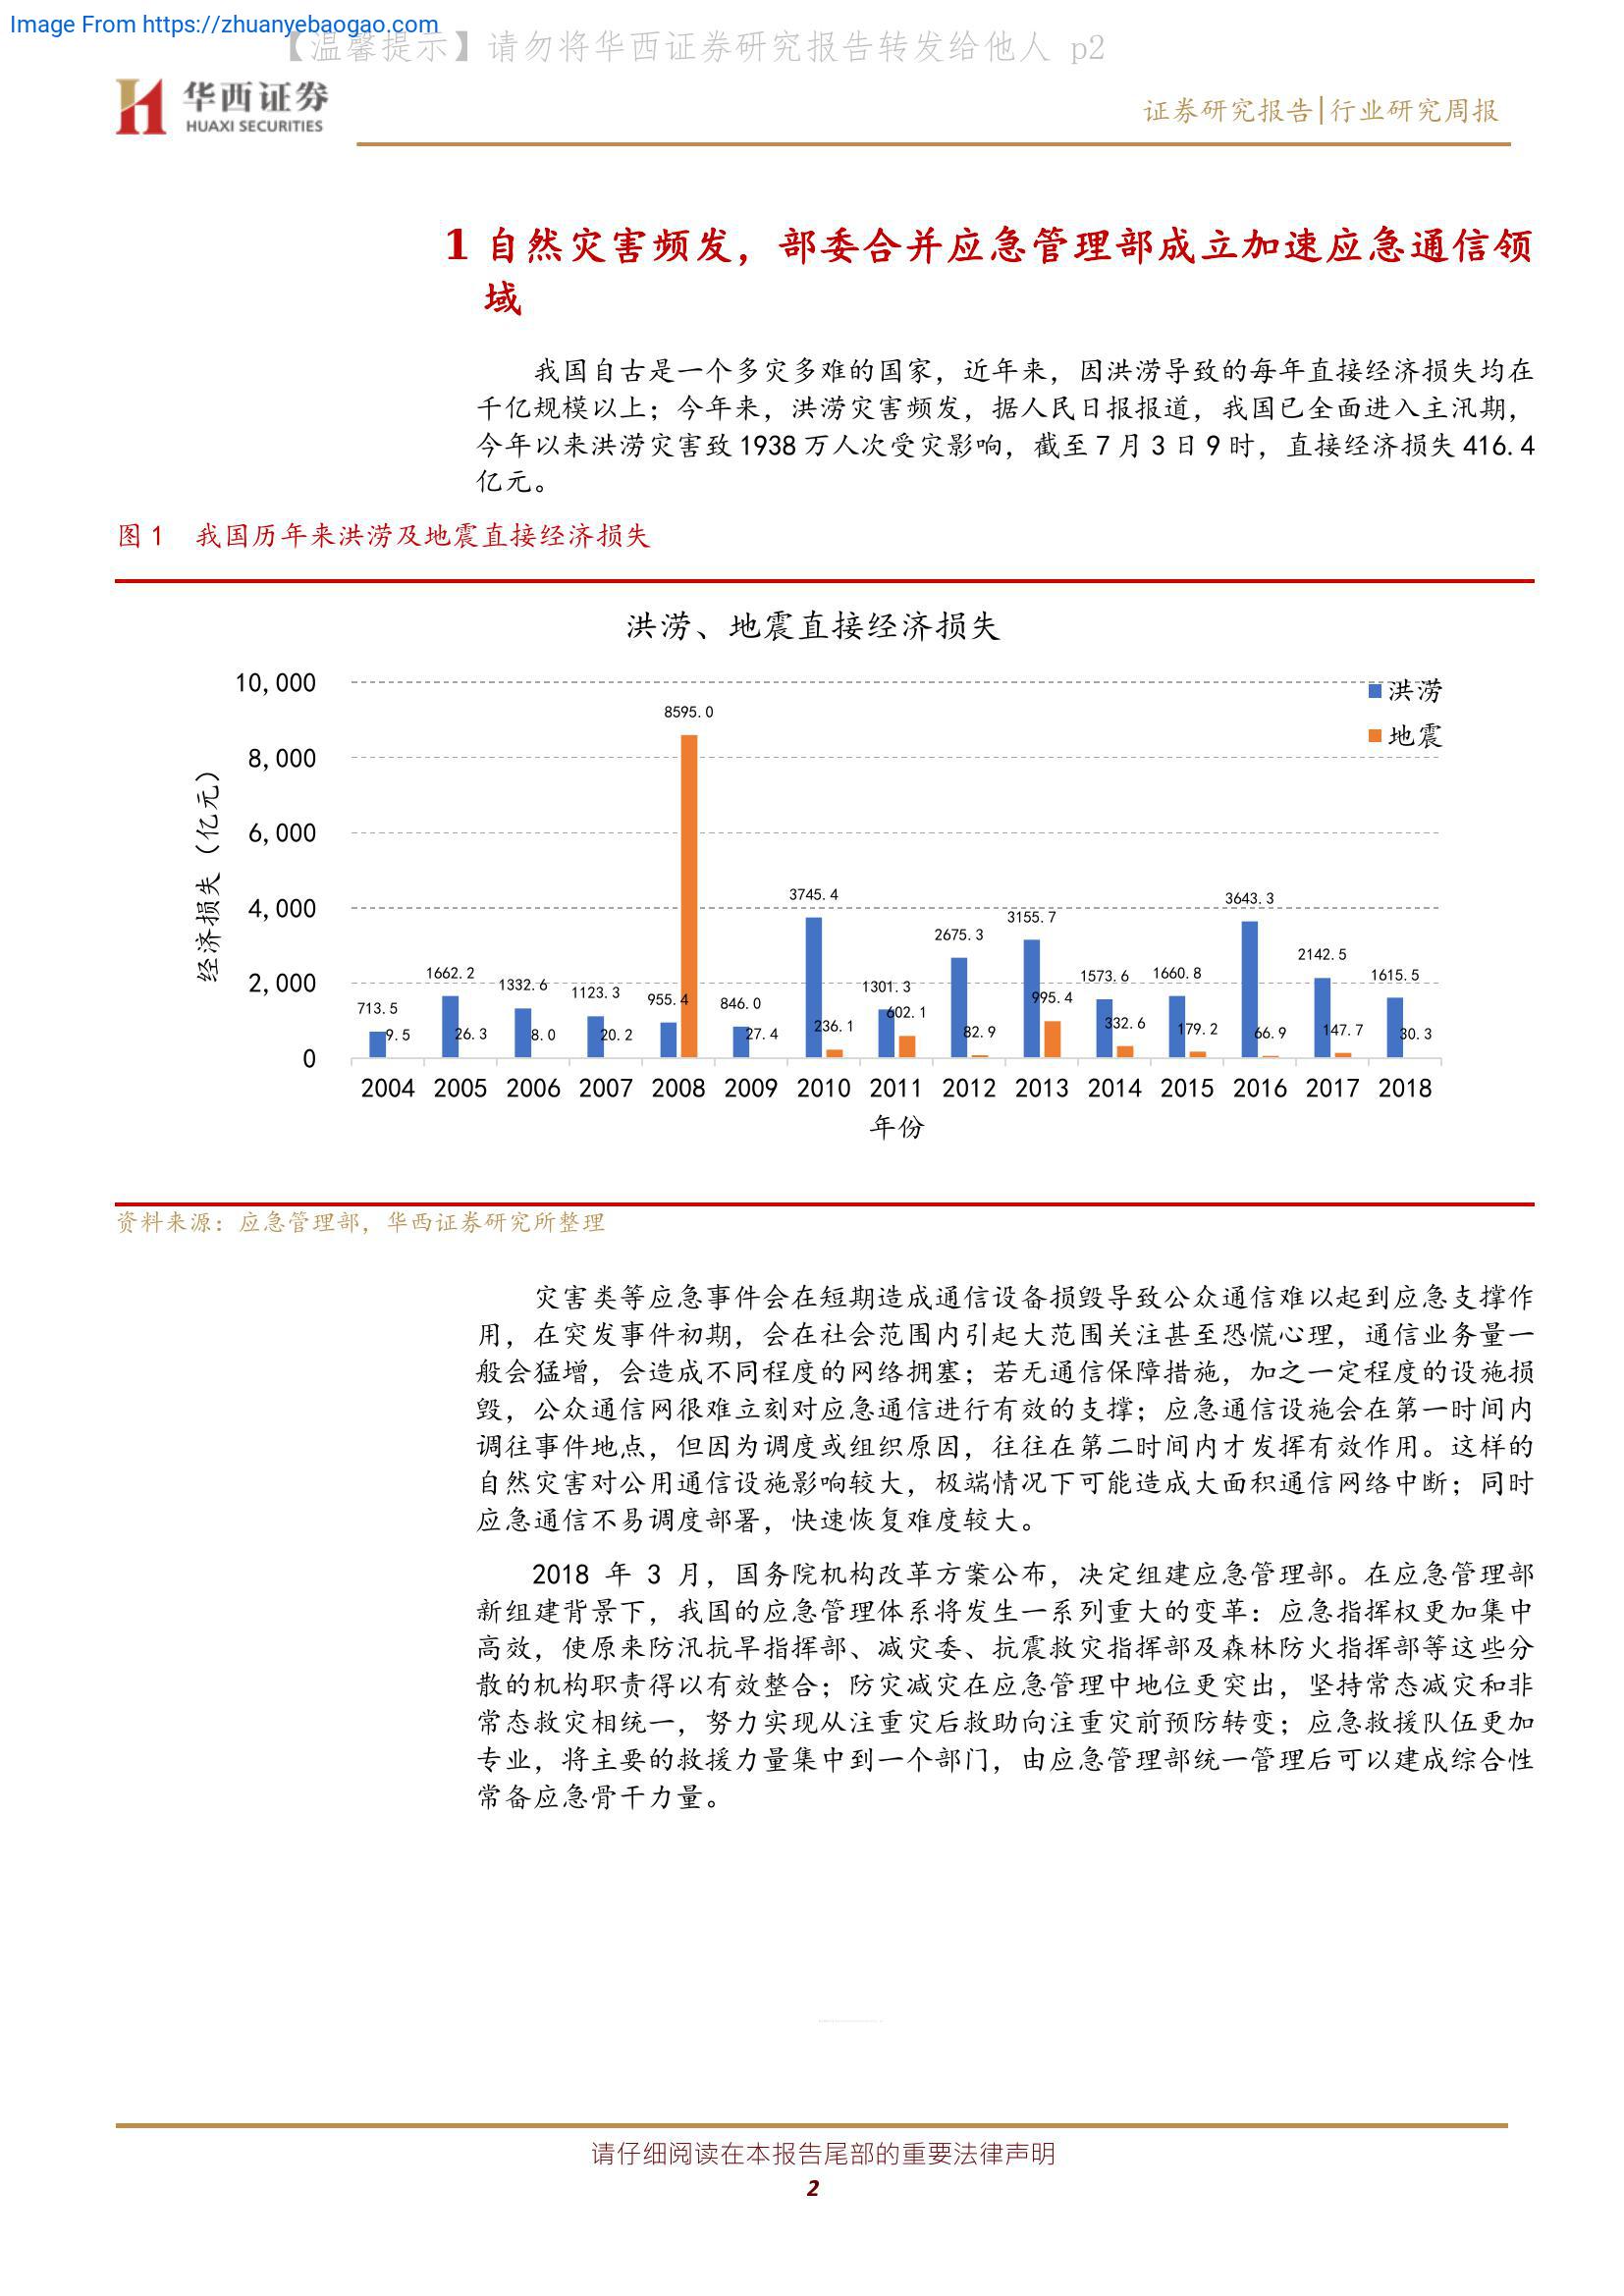 Image From https://zhuanyebaogao.com
【温馨提示】请勿将华西证券研究报告转发给他人 p2
华西证券
HUAXI SECURITIES
证券研究报告|行业研究周报
1 自然灾害频发，部委合并应急管理部成立加速应急通信领
域
我国自古是一个多灾多难的国家，近年来，因洪涝导致的每年直接经济损失均在
千亿规模以上；今年来，洪涝灾害频发，据人民日报报道，我国已全面进入主汛期，
今年以来洪涝灾害致 1938 万人次受灾影响，截至 7 月 3 日 9 时，直接经济损失 416.4
亿元。
图 1 我国历年来洪涝及地震直接经济损失
洪涝、地震直接经济损失
洪涝
地震
经济损失（亿元）
10,000
8,000
6,000
4,000
2,000
0
713.5
9.5
1662.2
26.3
1332.6
8.0
1123.3
20.2
955.4
8595.0
846.0
27.4
3745.4
236.1
1301.3
602.1
2675.3
82.9
3155.7
995.4
1573.6
332.6
1660.8
179.2
3643.3
66.9
2142.5
147.7
1615.5
30.3
2004 2005 2006 2007 2008 2009 2010 2011 2012 2013 2014 2015 2016 2017 2018
年份
资料来源：应急管理部，华西证券研究所整理
灾害类等应急事件会在短期造成通信设备损毁导致公众通信难以起到应急支撑作
用，在突发事件初期，会在社会范围内引起大范围关注甚至恐慌心理，通信业务量一
般会猛增，会造成不同程度的网络拥塞；若无通信保障措施，加之一定程度的设施损
毁，公众通信网很难立刻对应急通信进行有效的支撑；应急通信设施会在第一时间内
调往事件地点，但因为调度或组织原因，往往在第二时间内才发挥有效作用。这样的
自然灾害对公用通信设施影响较大，极端情况下可能造成大面积通信网络中断；同时
应急通信不易调度部署，快速恢复难度较大。
2018 年 3 月，国务院机构改革方案公布，决定组建应急管理部。在应急管理部
新组建背景下，我国的应急管理体系将发生一系列重大的变革：应急指挥权更加集中
高效，使原来防汛抗旱指挥部、减灾委、抗震救灾指挥部及森林防火指挥部等这些分
散的机构职责得以有效整合；防灾减灾在应急管理中地位更突出，坚持常态减灾和非
常态救灾相统一，努力实现从注重灾后救助向注重灾前预防转变；应急救援队伍更加
专业，将主要的救援力量集中到一个部门，由应急管理部统一管理后可以建成综合性
常备应急骨干力量。
请仔细阅读在本报告尾部的重要法律声明
2